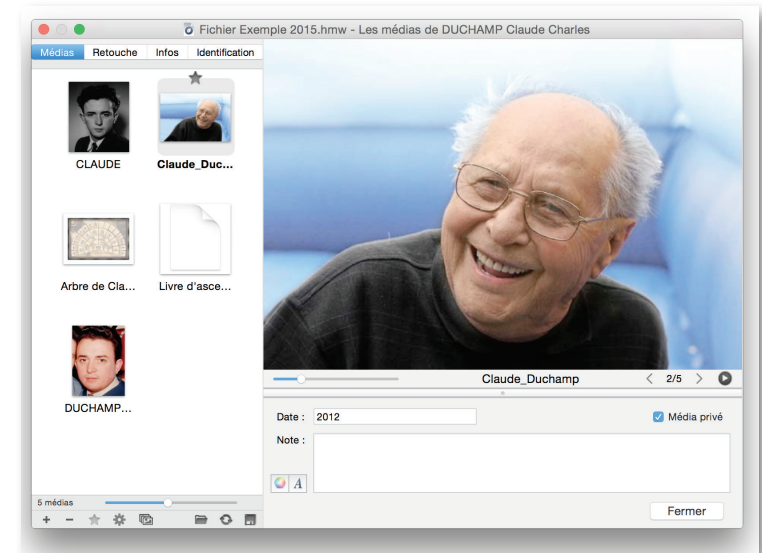 Fichier Exemple 2015.hmw - Les médias de DUCHAMP Claude Charles
Médias Retouche Infos Identification
CLAUDE Claude_Duc...
Arbre de Cla... Livre d'asce...
DUCHAMP...
Claude_Duchamp 2/5
Date : 2012 Média privé
Note :
A
5 médias
Fermer